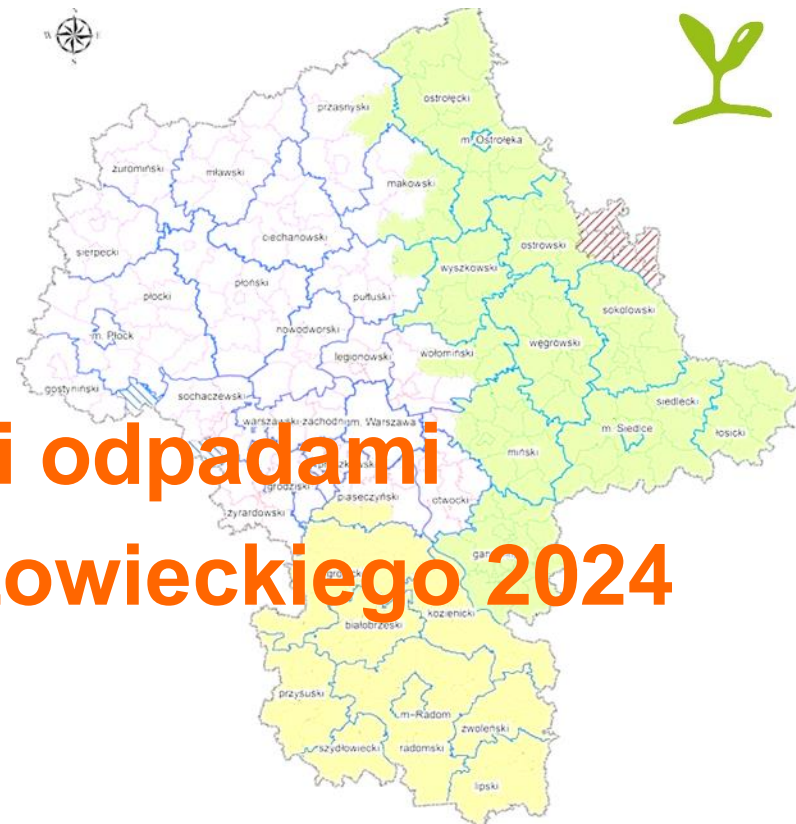 N
W E
S
ostrołęcki
przasnyski
m. Ostrołęka
żuromiński
mławski
makowski
ciechanowski
ostrowski
sierpecki
wyszkowski
płoński
płocki
pułtuski
sokołowski
m. Płock
nowodworski
węgrowski
legionowski
wołomiński
gostyniński
sochaczewski
siedlecki
warszawski-zachodni
m. Warszawa
m. Siedlce
łosicki
i odpadami
miński
grodziski
piaseczyński
otwocki
żyrardowski
owieckiego 2024
kozienicki
białobrzeski
przysuski
m-Radom
zwoleński
szydłowiecki
radomski
lipski